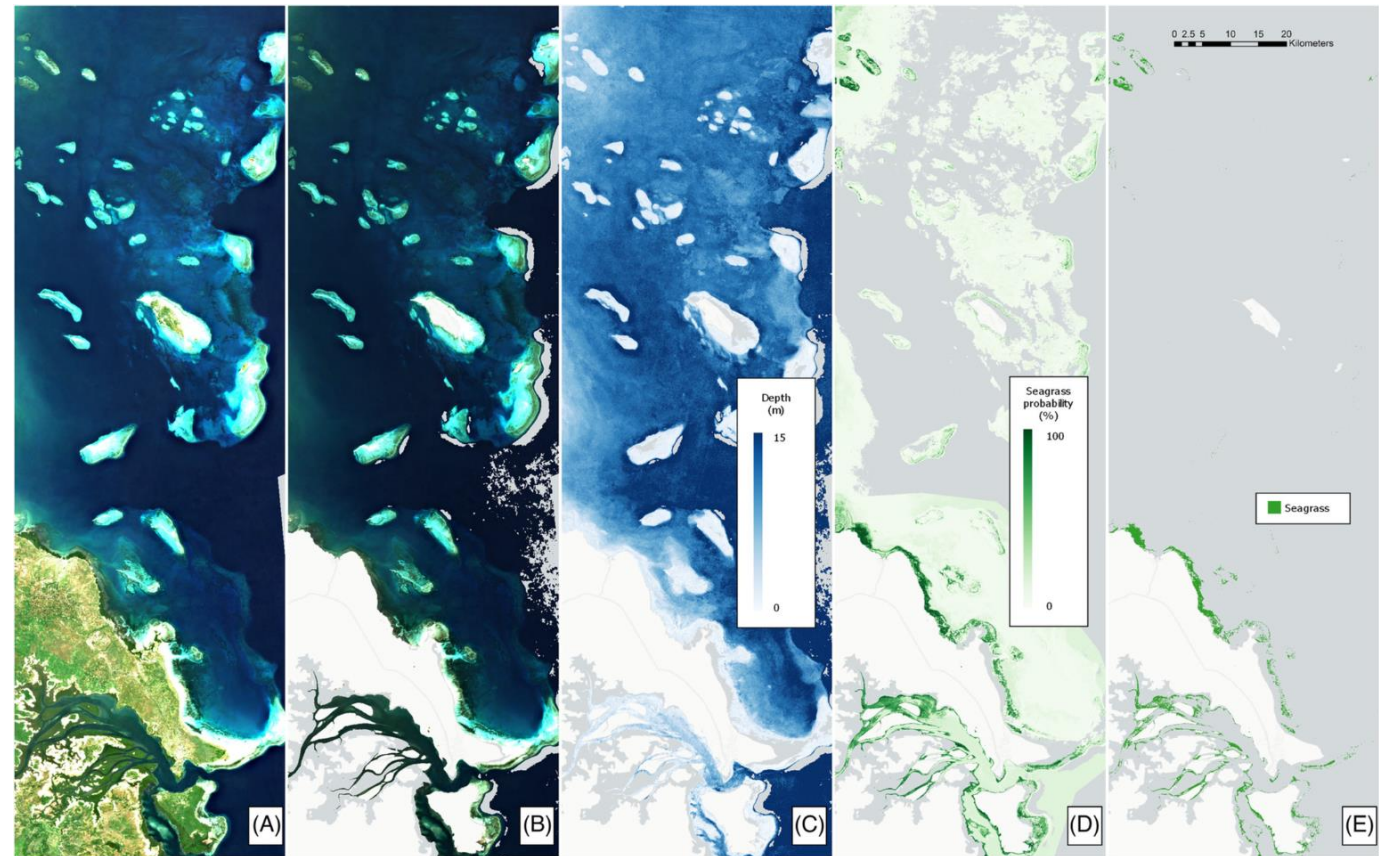 0 2.5 5 10 15 20
Kilometers
Depth
(m)
15
0
Seagrass
probability
(%)
100
0
Seagrass
(A)
(B)
(C)
(D)
(E)